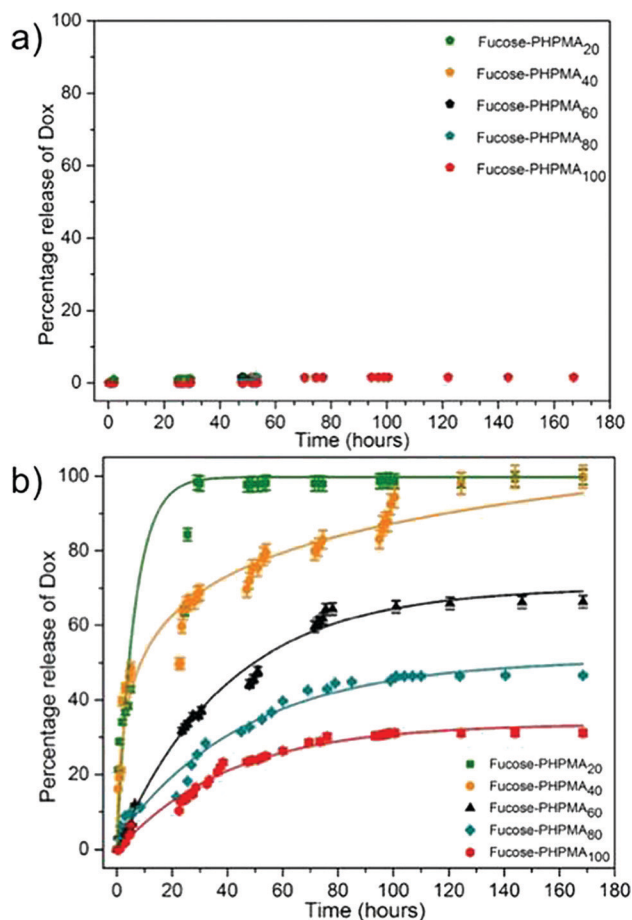 a)
Percentage release of Dox
100
80
60
40
20
0
Fucose-PHPMA20
Fucose-PHPMA40
Fucose-PHPMA60
Fucose-PHPMA80
Fucose-PHPMA100
0 20 40 60 80 100 120 140 160 180
Time (hours)
b)
Percentage release of Dox
100
80
60
40
20
0
Fucose-PHPMA20
Fucose-PHPMA40
Fucose-PHPMA60
Fucose-PHPMA80
Fucose-PHPMA100
0 20 40 60 80 100 120 140 160 180
Time (hours)